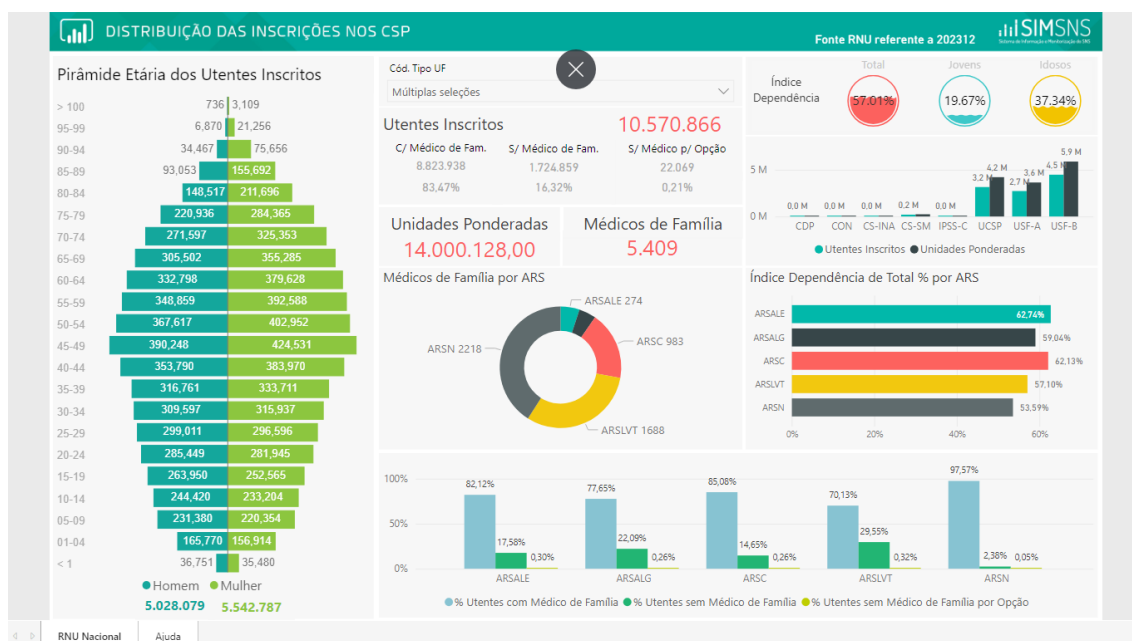 DISTRIBUIÇÃO DAS INSCRIÇÕES NOS CSP
Fonte RNU referente a 202312
SIMSNS
Pirâmide Etária dos Utentes Inscritos
> 100 736 3,109
95-99 6,870 21,256
90-94 34,467 75,656
85-89 93,053 155,692
80-84 148,517 211,696
75-79 220,936 284,365
70-74 271,597 325,353
65-69 305,502 355,285
60-64 332,798 379,628
55-59 348,859 392,588
50-54 367,617 402,952
45-49 390,248 424,531
40-44 353,790 383,970
35-39 316,761 333,711
30-34 309,597 315,937
25-29 299,011 296,596
20-24 285,449 281,945
15-19 263,950 252,565
10-14 244,420 233,204
05-09 231,380 220,354
01-04 165,770 156,914
< 1 36,751 35,480
Homem Mulher
5.028.079 5.542.787
Cód. Tipo UF
Múltiplas seleções
Utentes Inscritos 10.570.866
C/ Médico de Fam. S/ Médico de Fam. S/ Médico p/ Opção
8.823.938 1.724.859 22.069
83,47% 16,32% 0,21%
Unidades Ponderadas Médicos de Família
14.000.128,00 5.409
Médicos de Família por ARS
ARSALE 274
ARSC 983
ARSN 2218
ARSLVT 1688
Total Jovens Idosos
Índice
Dependência
57.01% 19.67% 37.34%
5 M
0 M
0,0 M 0,0 M 0,0 M 0,2 M 0,0 M 3,2 M 4,2 M 2,7 M 3,6 M 4,5 M 5,9 M
CDP CON CS-INA CS-SM IPSS-C UCSP USF-A USF-B
Utentes Inscritos Unidades Ponderadas
Índice Dependência de Total % por ARS
ARSALE 62,74%
ARSALG 59,04%
ARSC 62,13%
ARSLVT 57,10%
ARSN 53,59%
0% 20% 40% 60%
100%
50%
0%
82,12% 17,58% 0,30%
77,65% 22,09% 0,26%
85,08% 14,65% 0,26%
70,13% 29,55% 0,32%
97,57% 2,38% 0,05%
ARSALE ARSALG ARSC ARSLVT ARSN
% Utentes com Médico de Família % Utentes sem Médico de Família % Utentes sem Médico de Família por Opção
RNU Nacional Ajuda